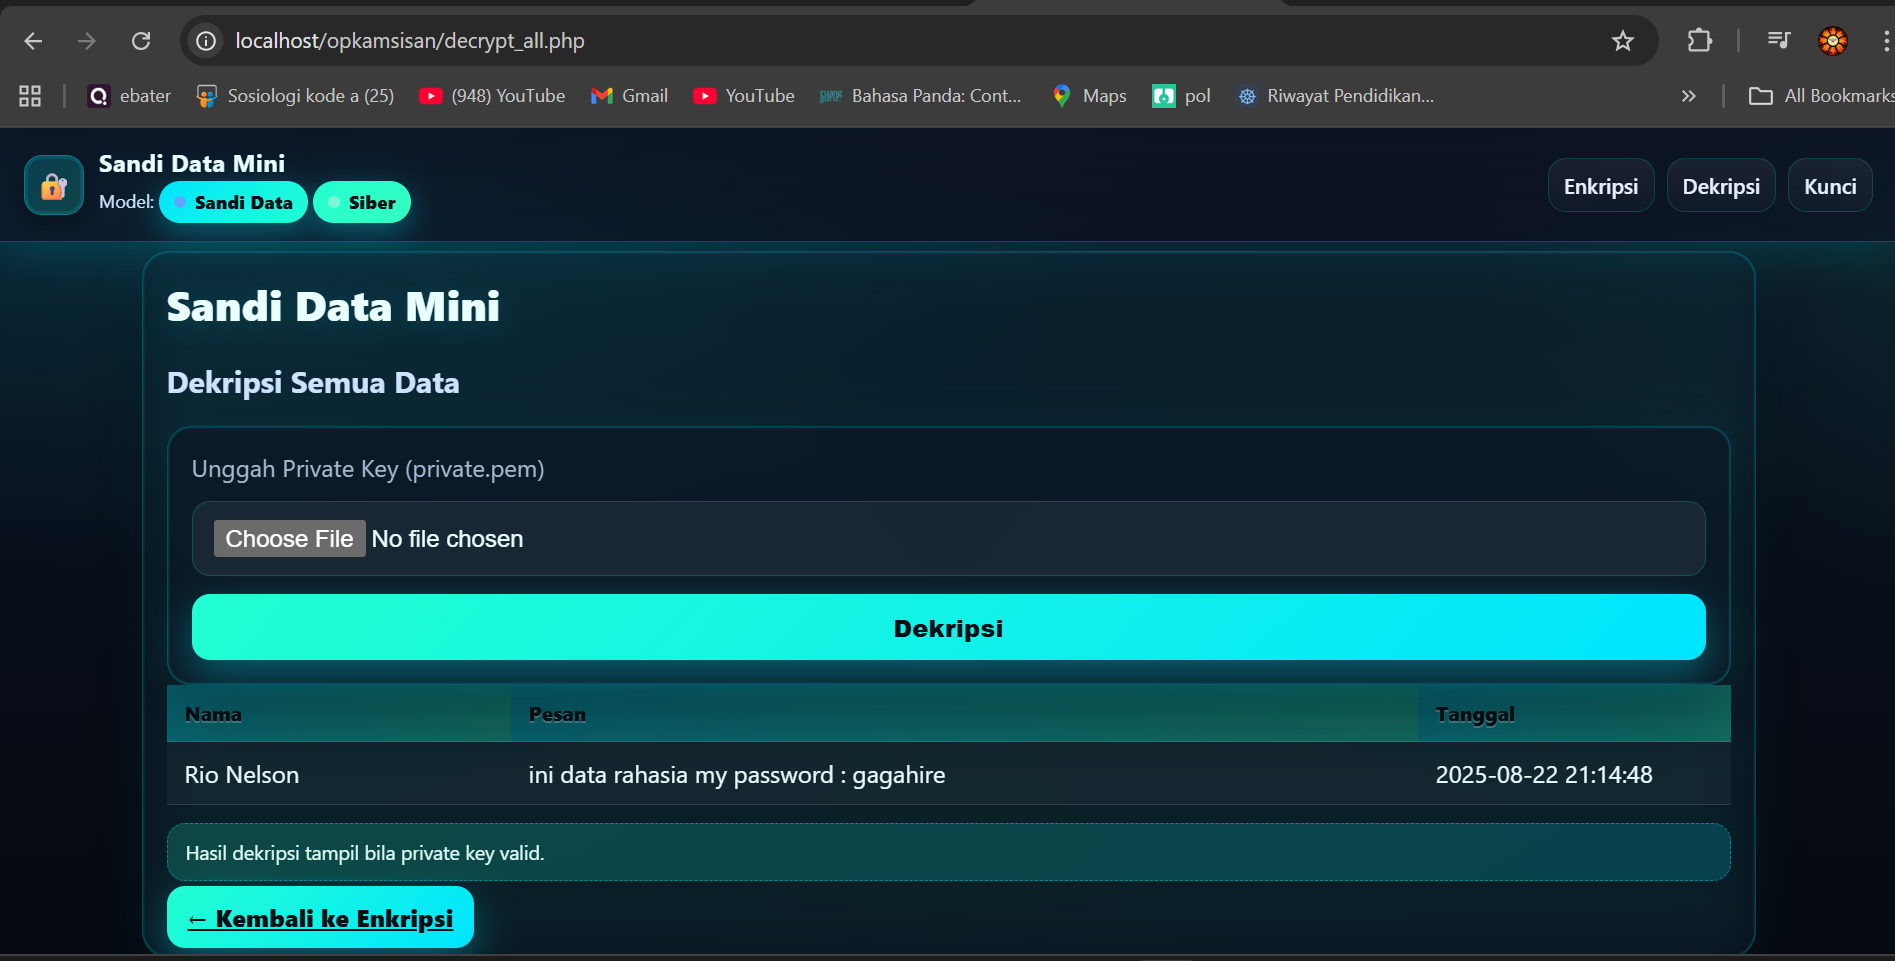 localhost/opkamsisan/decrypt_all.php
ebater Sosiologi kode a (25) (948) YouTube Gmail YouTube Bahasa Panda: Cont... Maps pol Riwayat Pendidikan... » All Bookmarks
Sandi Data Mini
Model: Sandi Data Siber
Enkripsi Dekripsi Kunci
Sandi Data Mini
Dekripsi Semua Data
Unggah Private Key (private.pem)
Choose File No file chosen
Dekripsi
Nama Pesan Tanggal
Rio Nelson ini data rahasia my password : gagahire 2025-08-22 21:14:48
Hasil dekripsi tampil bila private key valid.
← Kembali ke Enkripsi